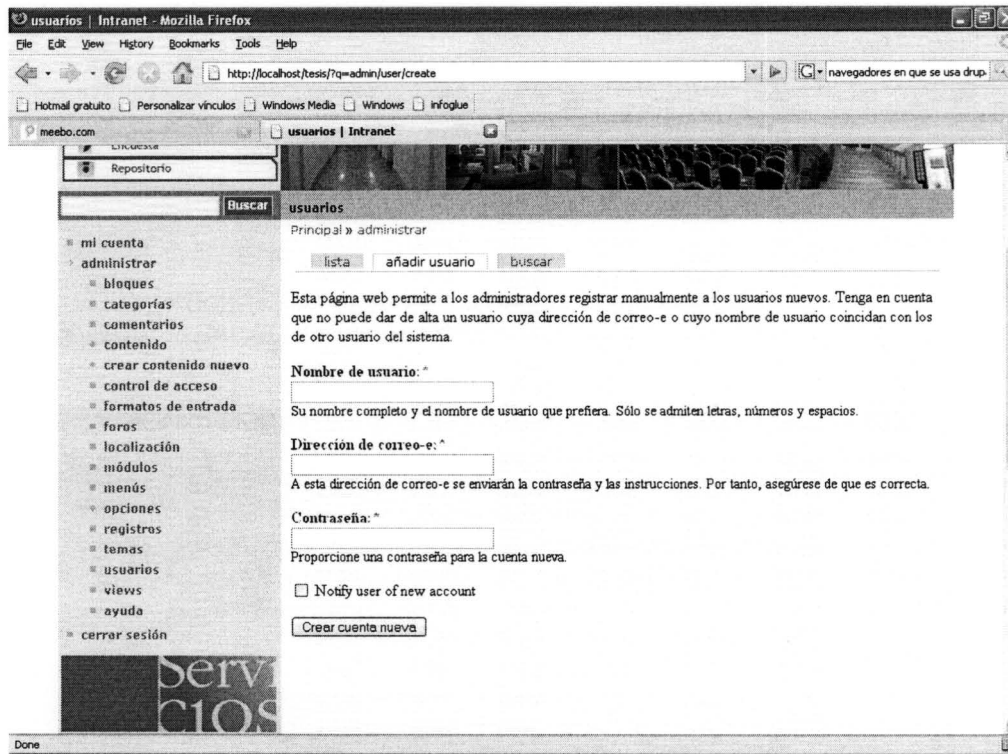 usuarios | Intranet - Mozilla Firefox
File Edit View History Bookmarks Tools Help
http://localhost/tesis/?q=admin/user/create
G navegadores en que se usa drup
Hotmail gratuito Personalizar vínculos Windows Media Windows infoglue
meebo.com usuarios | Intranet
Encuesta
Repositorio
Buscar
usuarios
Principal » administrar
lista añadir usuario buscar
mi cuenta
administrar
bloques
categorías
comentarios
contenido
crear contenido nuevo
control de acceso
formatos de entrada
foros
localización
módulos
menús
opciones
registros
temas
usuarios
views
ayuda
cerrar sesión
Servi
cios
Esta página web permite a los administradores registrar manualmente a los usuarios nuevos. Tenga en cuenta
que no puede dar de alta un usuario cuya dirección de correo-e o cuyo nombre de usuario coincidan con los
de otro usuario del sistema.
Nombre de usuario: *
Su nombre completo y el nombre de usuario que prefiera. Sólo se admiten letras, números y espacios.
Dirección de correo-e: *
A esta dirección de correo-e se enviarán la contraseña y las instrucciones. Por tanto, asegúrese de que es correcta.
Contraseña: *
Proporcione una contraseña para la cuenta nueva.
Notify user of new account
Crear cuenta nueva
Done